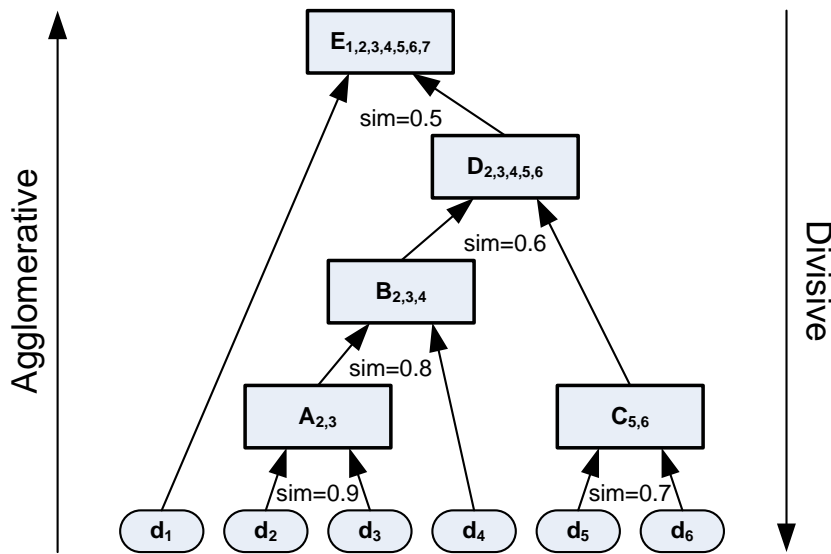 E1,2,3,4,5,6,7
sim=0.5
D2,3,4,5,6
sim=0.6
B2,3,4
sim=0.8
A2,3
C5,6
sim=0.9
sim=0.7
d1
d2
d3
d4
d5
d6
Agglomerative
Divisive